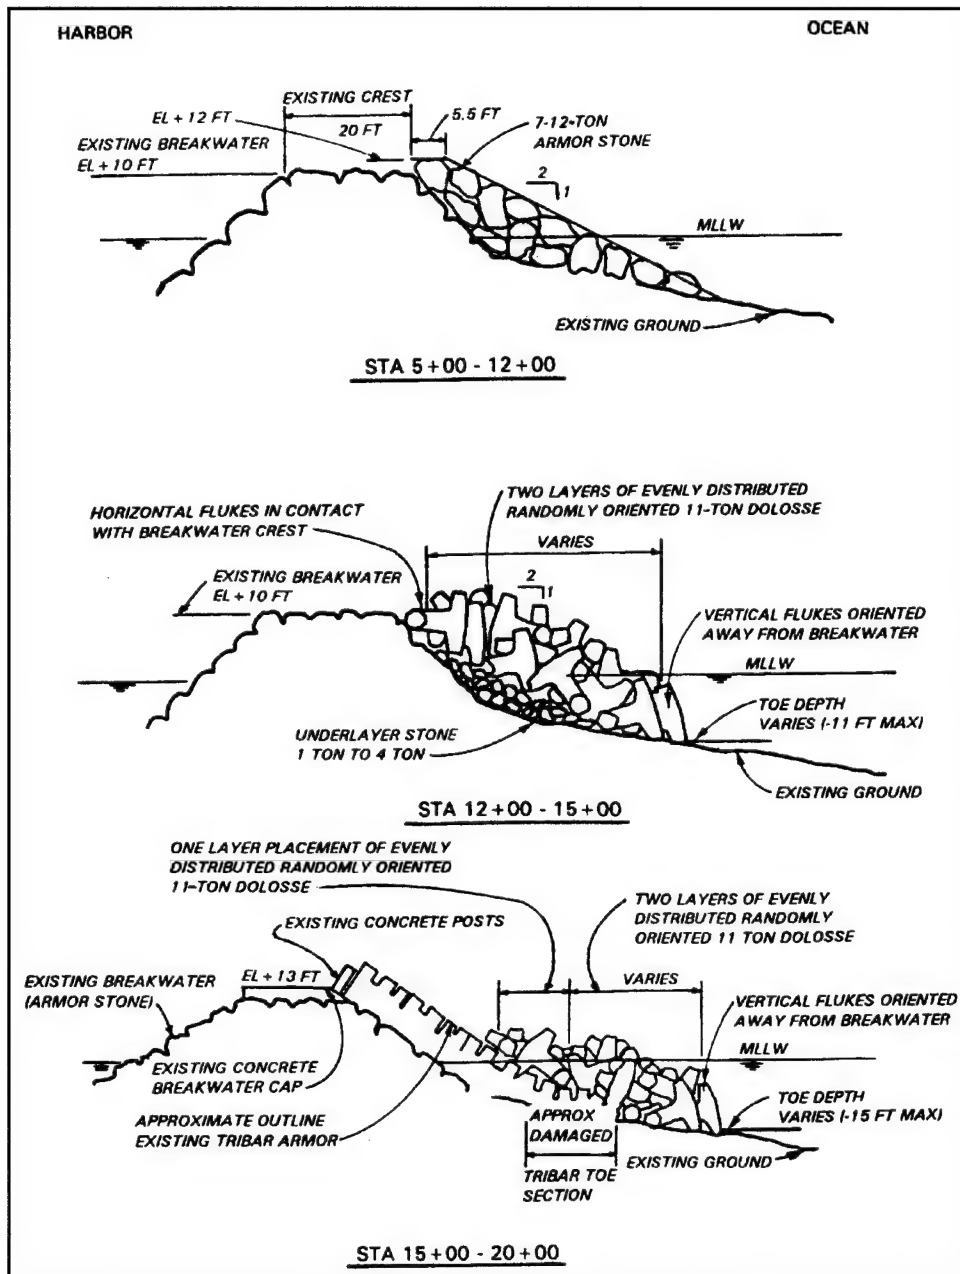 HARBOR
OCEAN
EXISTING CREST
EL + 12 FT
20 FT
5.5 FT
7-12-TON
ARMOR STONE
EXISTING BREAKWATER
EL + 10 FT
2
1
MLLW
EXISTING GROUND
STA 5 + 00 - 12 + 00
HORIZONTAL FLUKES IN CONTACT
WITH BREAKWATER CREST
TWO LAYERS OF EVENLY DISTRIBUTED
RANDOMLY ORIENTED 11-TON DOLOSSE
VARIES
EXISTING BREAKWATER
EL + 10 FT
2
1
VERTICAL FLUKES ORIENTED
AWAY FROM BREAKWATER
MLLW
TOE DEPTH
VARIES (-11 FT MAX)
UNDERLAYER STONE
1 TON TO 4 TON
EXISTING GROUND
STA 12 + 00 - 15 + 00
ONE LAYER PLACEMENT OF EVENLY
DISTRIBUTED RANDOMLY ORIENTED
11-TON DOLOSSE
TWO LAYERS OF EVENLY
DISTRIBUTED RANDOMLY
ORIENTED 11 TON DOLOSSE
EXISTING CONCRETE POSTS
EXISTING BREAKWATER
(ARMOR STONE)
EL + 13 FT
VARIES
VERTICAL FLUKES ORIENTED
AWAY FROM BREAKWATER
MLLW
EXISTING CONCRETE
BREAKWATER CAP
TOE DEPTH
VARIES (-15 FT MAX)
APPROXIMATE OUTLINE
EXISTING TRIBAR ARMOR
APPROX
DAMAGED
TRIBAR TOE
SECTION
EXISTING GROUND
STA 15 + 00 - 20 + 00